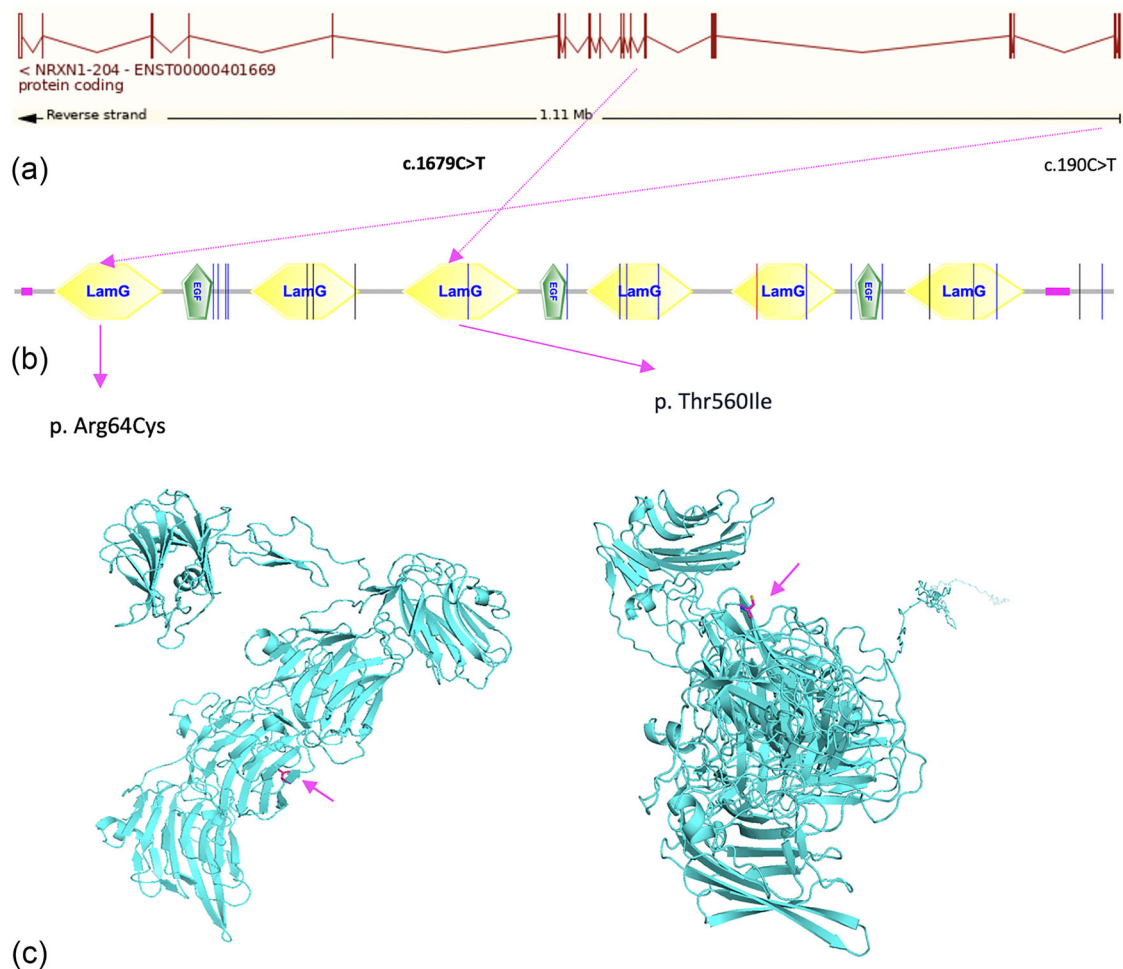 < NRXN1-204 - ENST00000401669
protein coding
Reverse strand
1.11 Mb
(a)
c.1679C>T
c.190C>T
LamG
EGF
LamG
LamG
EGF
LamG
LamG
EGF
LamG
(b)
p. Arg64Cys
p. Thr560Ile
(c)